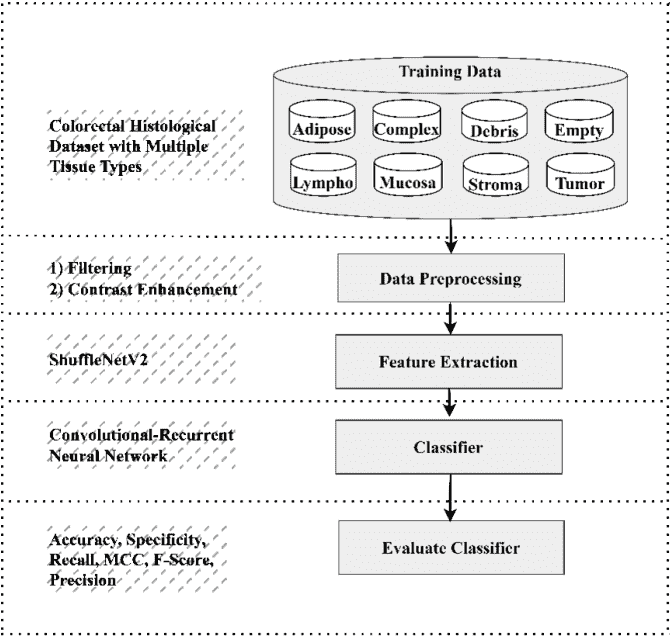 Training Data
Colorectal Histological
Dataset with Multiple
Tissue Types
Adipose Complex Debris Empty
Lympho Mucosa Stroma Tumor
1) Filtering
2) Contrast Enhancement
Data Preprocessing
ShuffleNetV2
Feature Extraction
Convolutional-Recurrent
Neural Network
Classifier
Accuracy, Specificity,
Recall, MCC, F-Score,
Precision
Evaluate Classifier